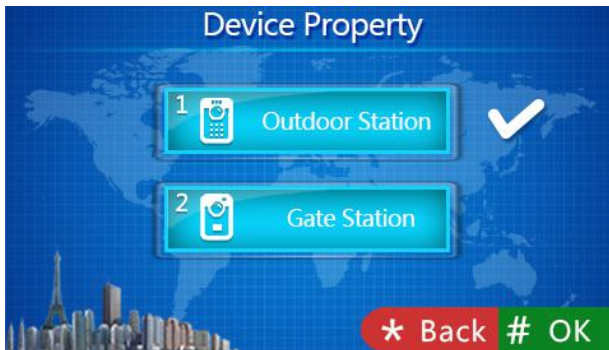 Device Property
1 Outdoor Station
2 Gate Station
* Back # OK